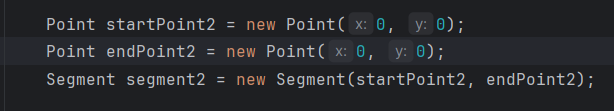 Point startPoint2 = new Point( x: 0, y: 0);
Point endPoint2 = new Point( x: 0, y: 0);
Segment segment2 = new Segment(startPoint2, endPoint2);